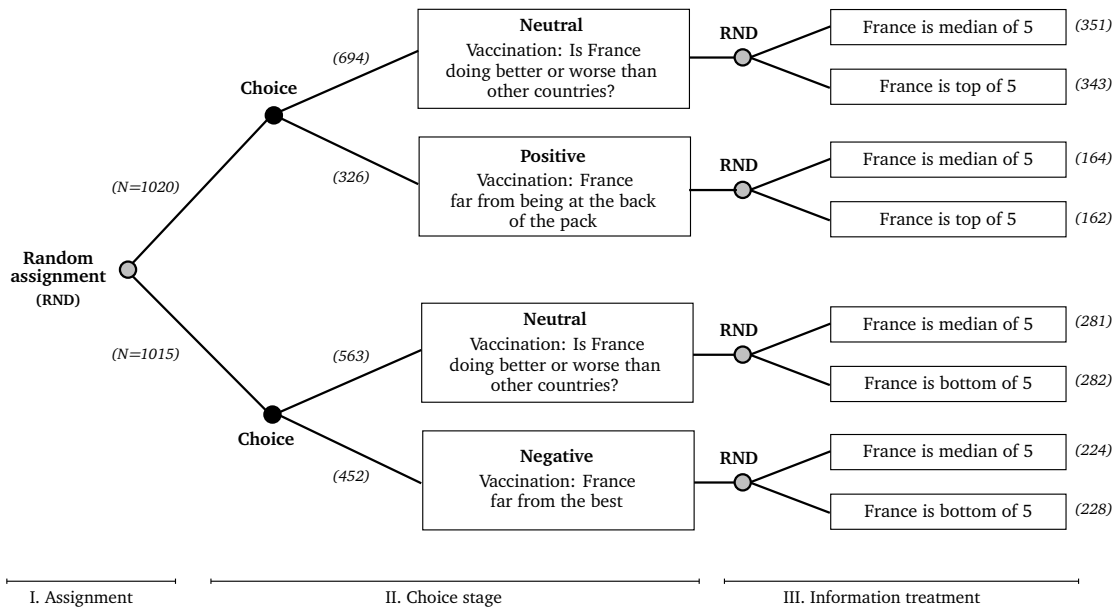 Random
assignment
(RND)
(N=1020)
(N=1015)
Choice
(694)
(326)
Neutral
Vaccination: Is France
doing better or worse than
other countries?
RND
France is median of 5
(351)
France is top of 5
(343)
Positive
Vaccination: France
far from being at the back
of the pack
RND
France is median of 5
(164)
France is top of 5
(162)
Choice
(563)
(452)
Neutral
Vaccination: Is France
doing better or worse than
other countries?
RND
France is median of 5
(281)
France is bottom of 5
(282)
Negative
Vaccination: France
far from the best
RND
France is median of 5
(224)
France is bottom of 5
(228)
I. Assignment
II. Choice stage
III. Information treatment